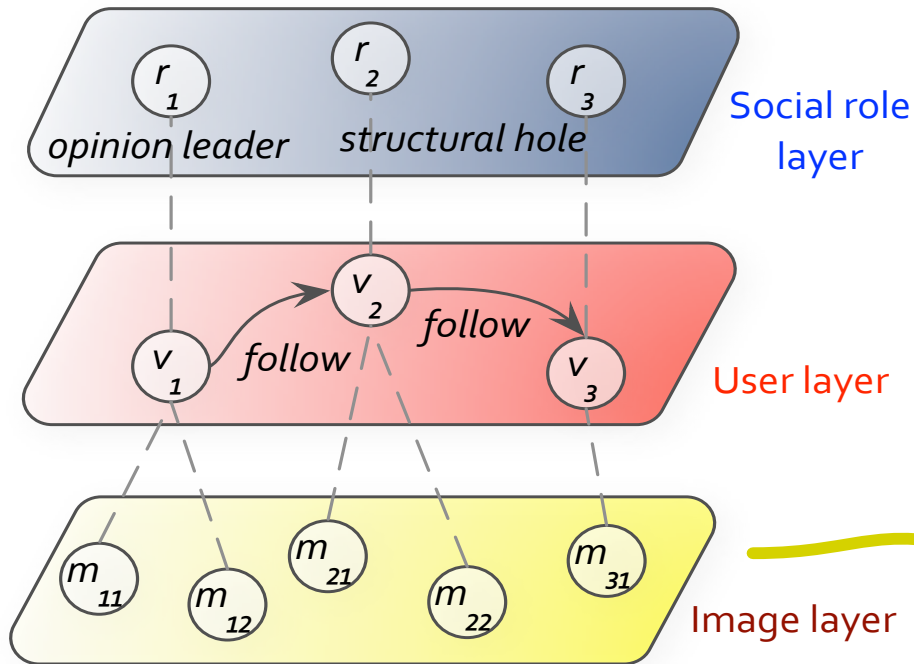 r1
r2
r3
opinion leader
structural hole
Social role
layer
v1
v2
v3
follow
follow
User layer
m11
m12
m21
m22
m31
Image layer